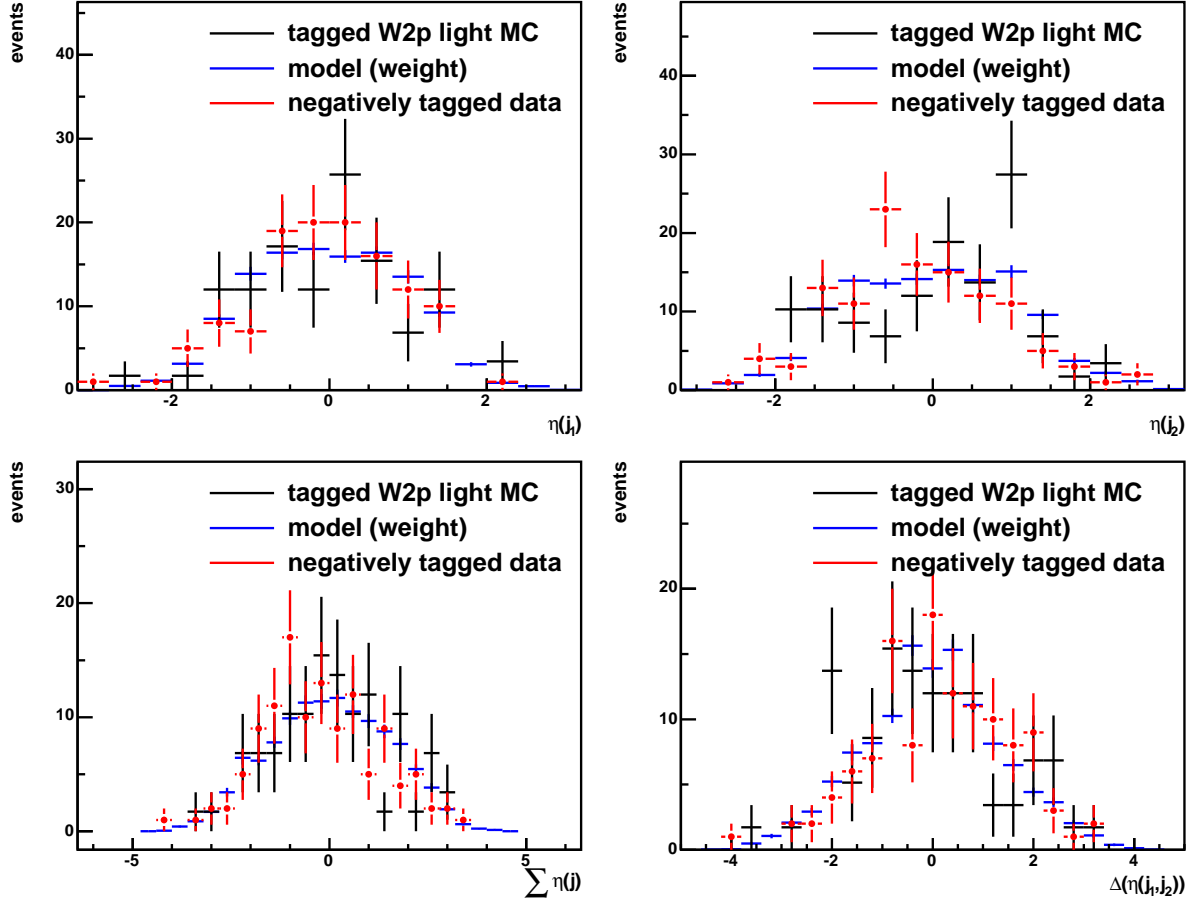 events
40
30
20
10
0
tagged W2p light MC
model (weight)
negatively tagged data
-2 0 2
η(j₁)
events
40
30
20
10
0
tagged W2p light MC
model (weight)
negatively tagged data
-2 0 2
η(j₂)
events
30
20
10
0
tagged W2p light MC
model (weight)
negatively tagged data
-5 0 5
∑ η(j)
events
20
10
0
tagged W2p light MC
model (weight)
negatively tagged data
-4 -2 0 2 4
Δ(η(j₁,j₂))